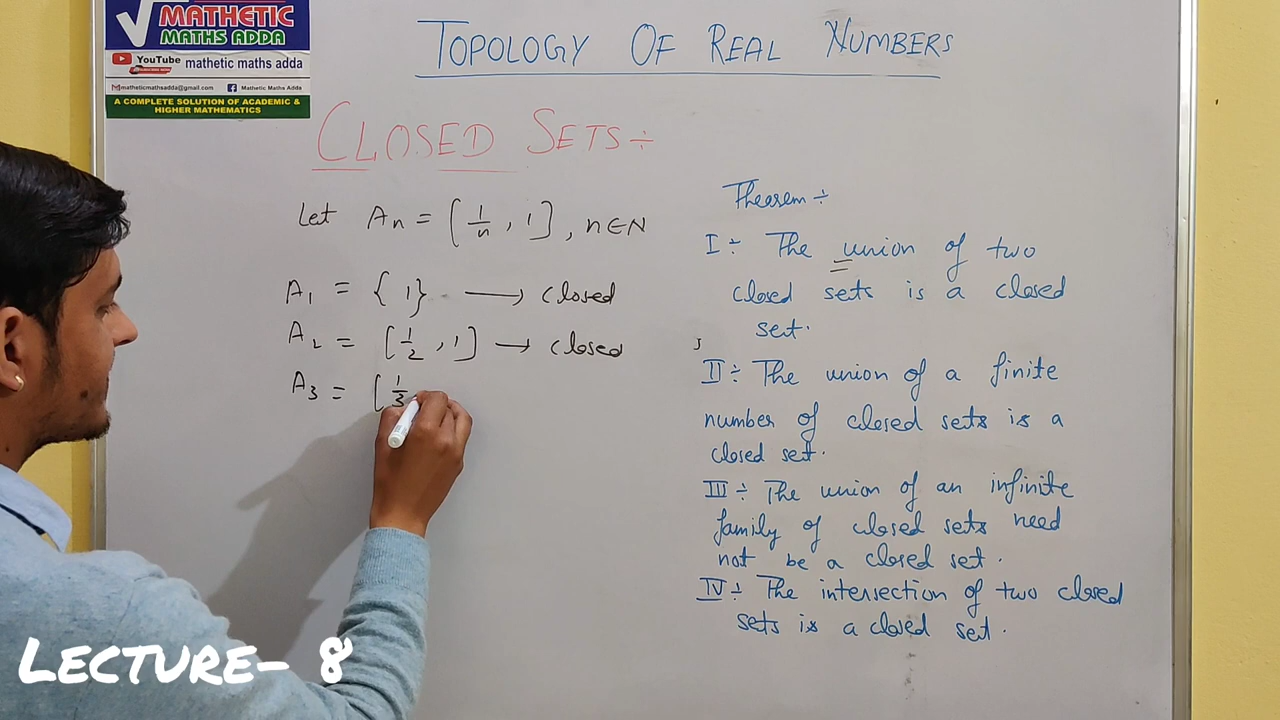 MATHETIC
MATHS ADDA
YouTube mathetic maths adda
matheticmathsadda@gmail.com Mathetic Maths Adda
A COMPLETE SOLUTION OF ACADEMIC &
HIGHER MATHEMATICS
TOPOLOGY OF REAL NUMBERS
CLOSED SETS÷
Let An = [1/n, 1], n∈N
A1 = {1} → closed
A2 = [1/2, 1] → closed
A3 = [1/3
Theorem ÷
I ÷ The union of two
closed sets is a closed
set.
II ÷ The union of a finite
number of closed sets is a
closed set.
III ÷ The union of an infinite
family of closed sets need
not be a closed set.
IV ÷ The intersection of two closed
sets is a closed set.
LECTURE- 8